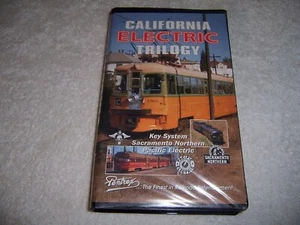 CALIFORNIA
ELECTRIC
TRILOGY
Key System
Sacramento Northern
Pacific Electric
SACRAMENTO
NORTHERN
Pentrex
The Finest in Railroad Entertainment